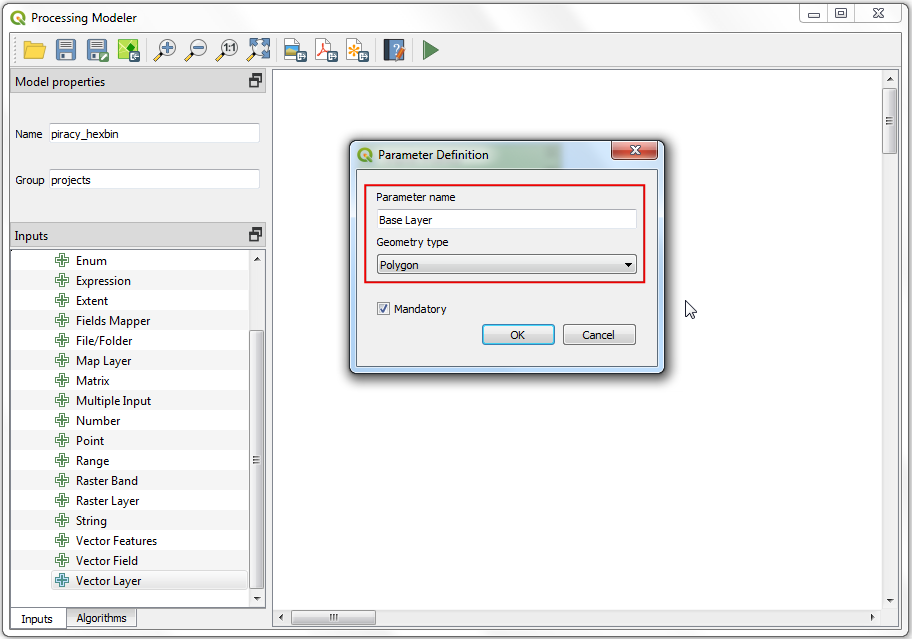 Processing Modeler
1:1
Model properties
Name piracy_hexbin
Group projects
Inputs
Enum
Expression
Extent
Fields Mapper
File/Folder
Map Layer
Matrix
Multiple Input
Number
Point
Range
Raster Band
Raster Layer
String
Vector Features
Vector Field
Vector Layer
Inputs Algorithms
Parameter Definition
Parameter name
Base Layer
Geometry type
Polygon
Mandatory
OK Cancel